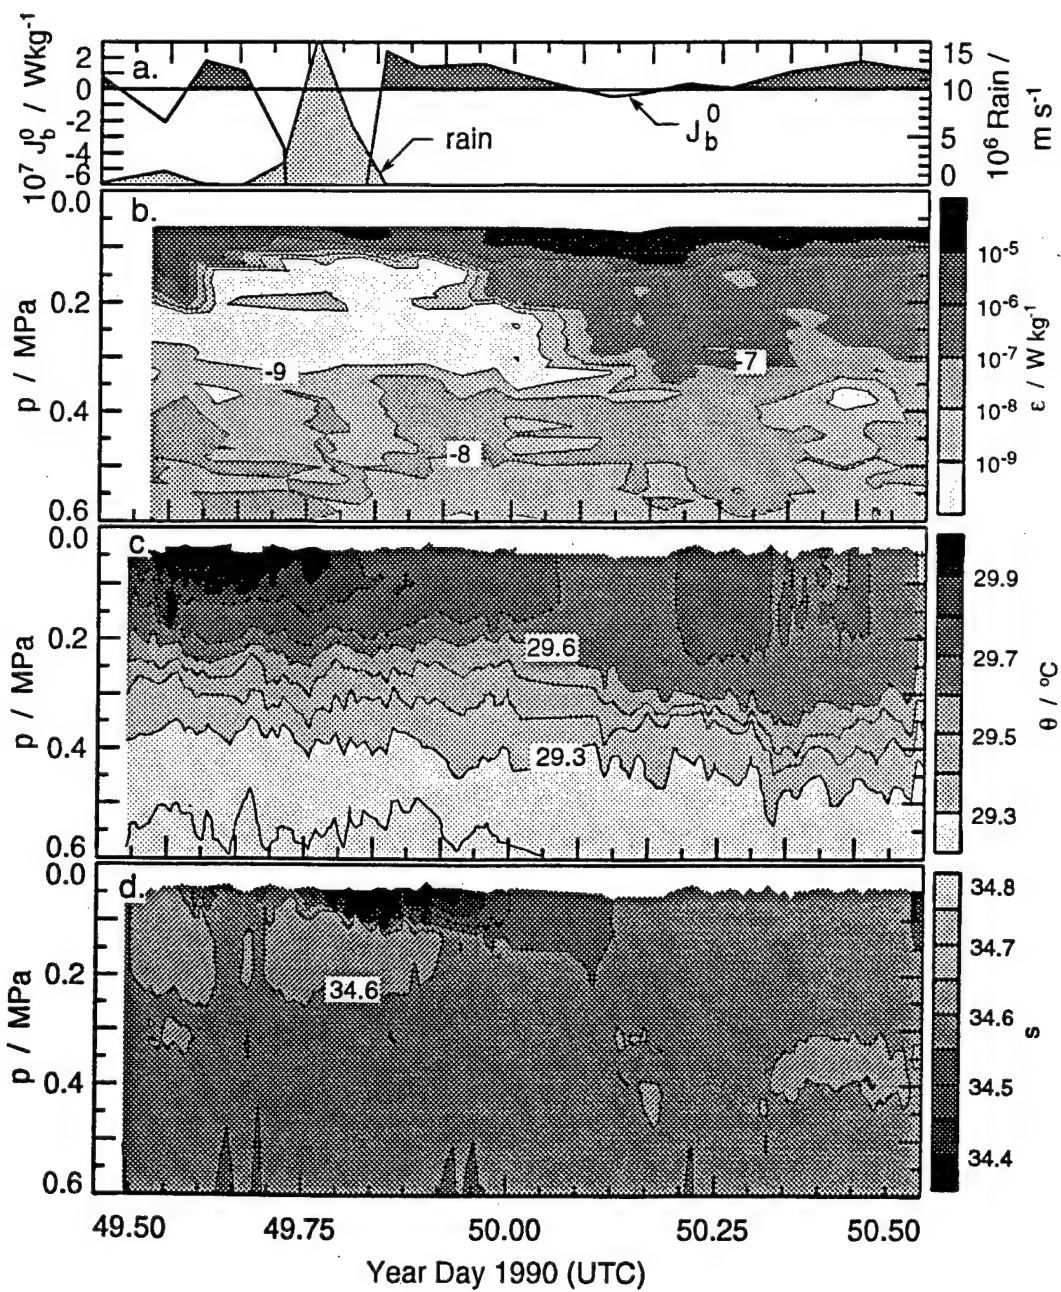 10⁷ J_b⁰ / Wkg⁻¹
2
0
-2
-4
-6
a.
rain
J_b⁰
15
10
5
0
10⁶ Rain / m s⁻¹
p / MPa
0.0
0.2
0.4
0.6
b.
-9
-7
-8
10⁻⁵
10⁻⁶
10⁻⁷
10⁻⁸
10⁻⁹
ε / W kg⁻¹
p / MPa
0.0
0.2
0.4
0.6
c
29.6
29.3
29.9
29.7
29.5
29.3
θ / ºC
p / MPa
0.0
0.2
0.4
0.6
d.
34.6
34.8
34.7
34.6
34.5
34.4
s
49.50 49.75 50.00 50.25 50.50
Year Day 1990 (UTC)